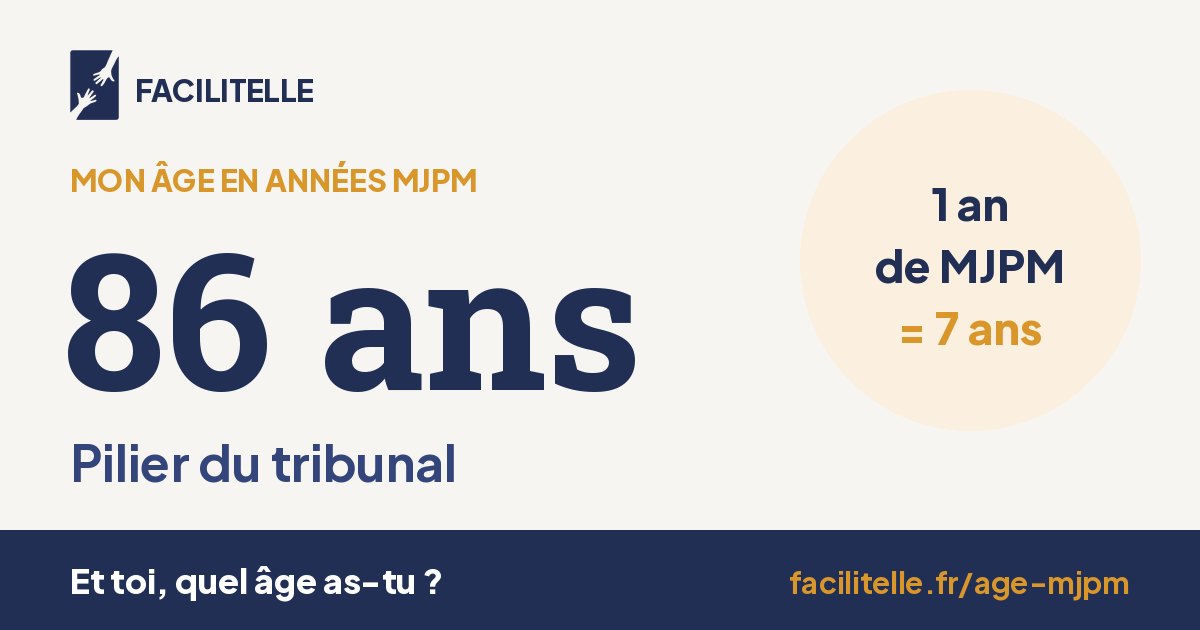 FACILITELLE
MON ÂGE EN ANNÉES MJPM
86 ans
Pilier du tribunal
1 an
de MJPM
= 7 ans
Et toi, quel âge as-tu ?
facilitelle.fr/age-mjpm